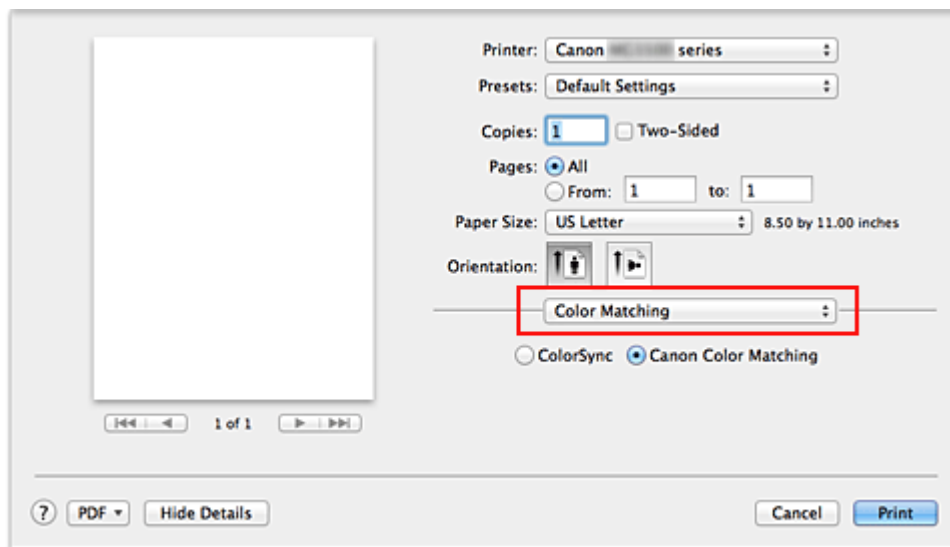 Printer: Canon series
Presets: Default Settings
Copies: 1 Two-Sided
Pages: All
From: 1 to: 1
Paper Size: US Letter 8.50 by 11.00 inches
Orientation:
Color Matching
ColorSync Canon Color Matching
1 of 1
? PDF Hide Details Cancel Print